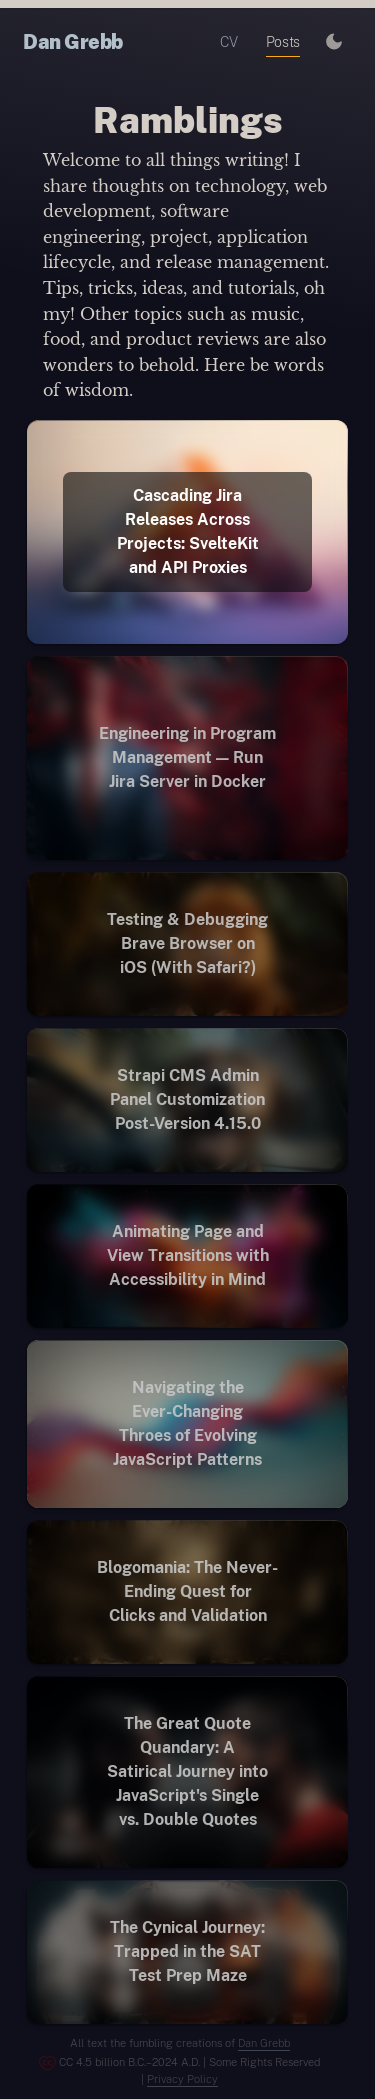 Dan Grebb
CV
Posts
Ramblings
Welcome to all things writing! I
share thoughts on technology, web
development, software
engineering, project, application
lifecycle, and release management.
Tips, tricks, ideas, and tutorials, oh
my! Other topics such as music,
food, and product reviews are also
wonders to behold. Here be words
of wisdom.
Cascading Jira
Releases Across
Projects: SvelteKit
and API Proxies
Engineering in Program
Management — Run
Jira Server in Docker
Testing & Debugging
Brave Browser on
iOS (With Safari?)
Strapi CMS Admin
Panel Customization
Post-Version 4.15.0
Animating Page and
View Transitions with
Accessibility in Mind
Navigating the
Ever-Changing
Throes of Evolving
JavaScript Patterns
Blogomania: The Never-
Ending Quest for
Clicks and Validation
The Great Quote
Quandary: A
Satirical Journey into
JavaScript's Single
vs. Double Quotes
The Cynical Journey:
Trapped in the SAT
Test Prep Maze
All text the fumbling creations of Dan Grebb
CC 4.5 billion B.C.–2024 A.D. | Some Rights Reserved
| Privacy Policy